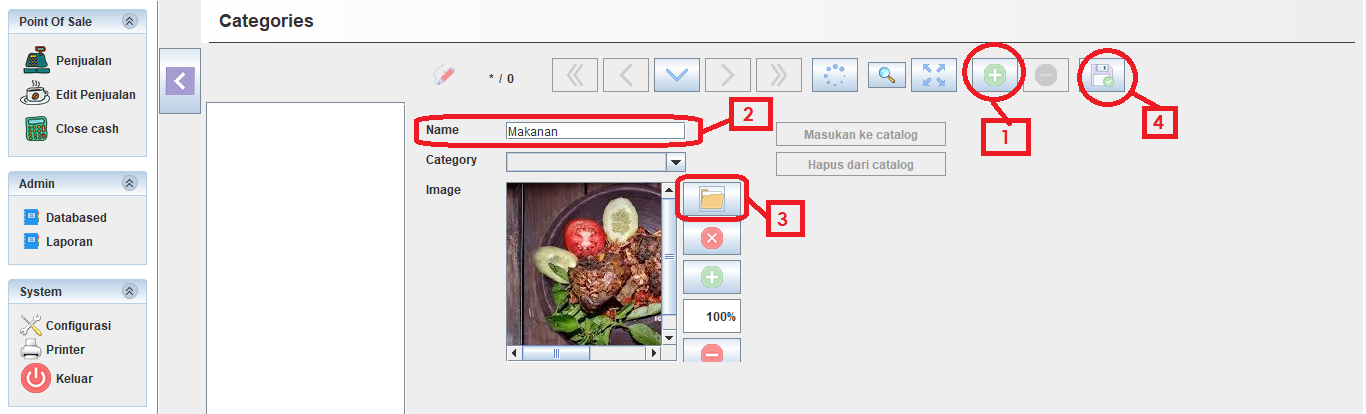 Point Of Sale
Penjualan
Edit Penjualan
Close cash
Admin
Databased
Laporan
System
Configurasi
Printer
Keluar
Categories
* / 0
1
4
Name
Makanan
2
Masukan ke catalog
Category
Hapus dari catalog
Image
3
100%